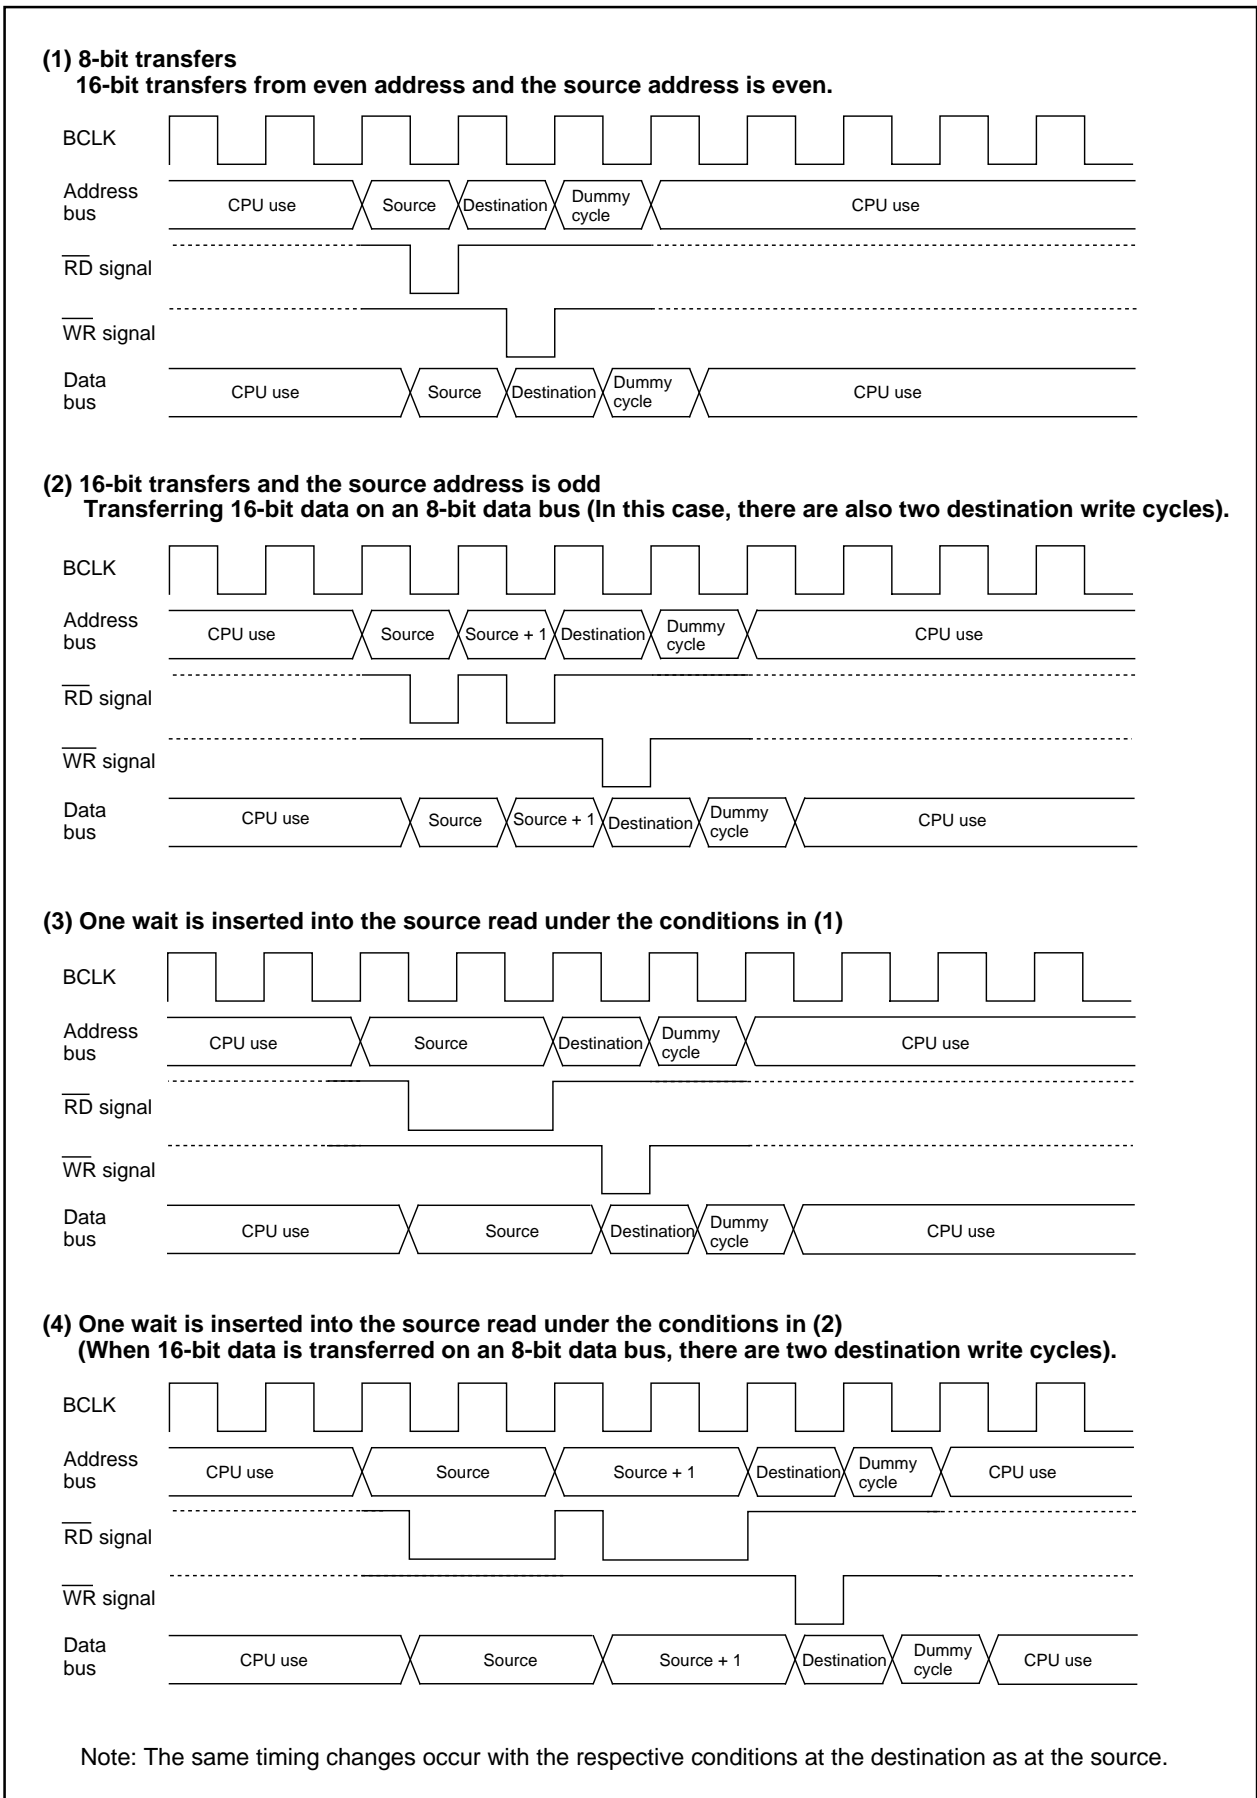 (1) 8-bit transfers
16-bit transfers from even address and the source address is even.
BCLK
Address
bus
CPU use
Source
Destination
Dummy
cycle
CPU use
RD signal
WR signal
Data
bus
CPU use
Source
Destination
Dummy
cycle
CPU use
(2) 16-bit transfers and the source address is odd
Transferring 16-bit data on an 8-bit data bus (In this case, there are also two destination write cycles).
BCLK
Address
bus
CPU use
Source
Source + 1
Destination
Dummy
cycle
CPU use
RD signal
WR signal
Data
bus
CPU use
Source
Source + 1
Destination
Dummy
cycle
CPU use
(3) One wait is inserted into the source read under the conditions in (1)
BCLK
Address
bus
CPU use
Source
Destination
Dummy
cycle
CPU use
RD signal
WR signal
Data
bus
CPU use
Source
Destination
Dummy
cycle
CPU use
(4) One wait is inserted into the source read under the conditions in (2)
(When 16-bit data is transferred on an 8-bit data bus, there are two destination write cycles).
BCLK
Address
bus
CPU use
Source
Source + 1
Destination
Dummy
cycle
CPU use
RD signal
WR signal
Data
bus
CPU use
Source
Source + 1
Destination
Dummy
cycle
CPU use
Note: The same timing changes occur with the respective conditions at the destination as at the source.